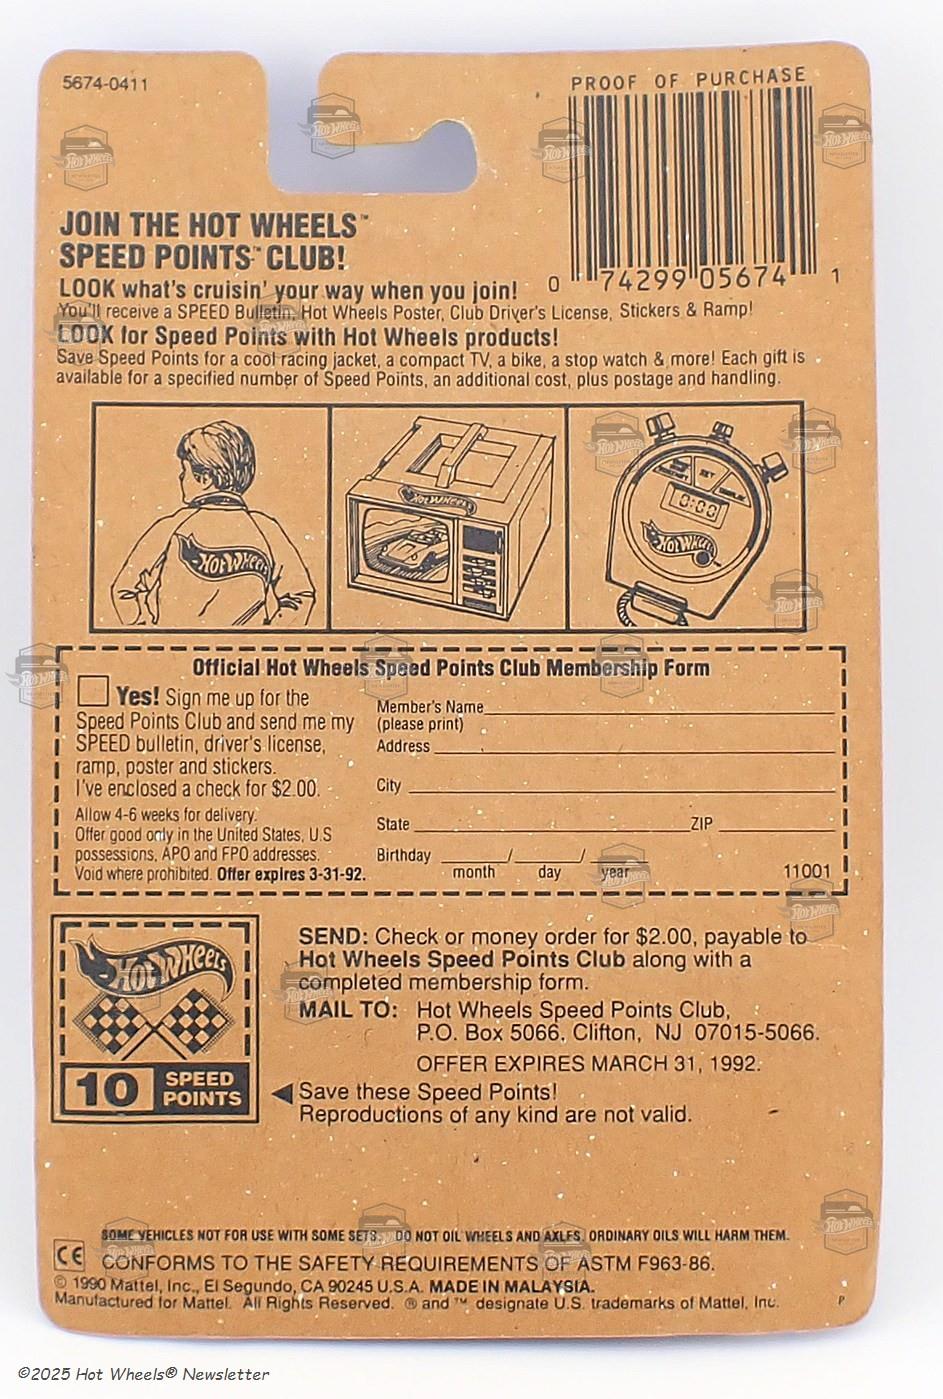 5674-0411
PROOF OF PURCHASE
0 74299 05674 1
JOIN THE HOT WHEELS™
SPEED POINTS™ CLUB!
LOOK what's cruisin' your way when you join!
You'll receive a SPEED Bulletin, Hot Wheels Poster, Club Driver's License, Stickers & Ramp!
LOOK for Speed Points with Hot Wheels products!
Save Speed Points for a cool racing jacket, a compact TV, a bike, a stop watch & more! Each gift is
available for a specified number of Speed Points, an additional cost, plus postage and handling.
HOT WHEELS
HOT WHEELS
SET
DISPLAY
0:00
HOT WHEELS
Official Hot Wheels Speed Points Club Membership Form
Yes! Sign me up for the
Speed Points Club and send me my
SPEED bulletin, driver's license,
ramp, poster and stickers.
I've enclosed a check for $2.00.
Allow 4-6 weeks for delivery.
Offer good only in the United States, U.S
possessions, APO and FPO addresses.
Void where prohibited. Offer expires 3-31-92.
Member's Name
(please print)
Address
City
State ZIP
Birthday / /
month day year
11001
HOT WHEELS
10 SPEED
POINTS
SEND: Check or money order for $2.00, payable to
Hot Wheels Speed Points Club along with a
completed membership form.
MAIL TO: Hot Wheels Speed Points Club,
P.O. Box 5066, Clifton, NJ 07015-5066.
OFFER EXPIRES MARCH 31, 1992.
◀ Save these Speed Points!
Reproductions of any kind are not valid.
SOME VEHICLES NOT FOR USE WITH SOME SETS. DO NOT OIL WHEELS AND AXLES, ORDINARY OILS WILL HARM THEM.
CE CONFORMS TO THE SAFETY REQUIREMENTS OF ASTM F963-86.
© 1990 Mattel, Inc., El Segundo, CA 90245 U.S.A. MADE IN MALAYSIA.
Manufactured for Mattel. All Rights Reserved. ® and ™ designate U.S. trademarks of Mattel, Inc.
P
©2025 Hot Wheels® Newsletter